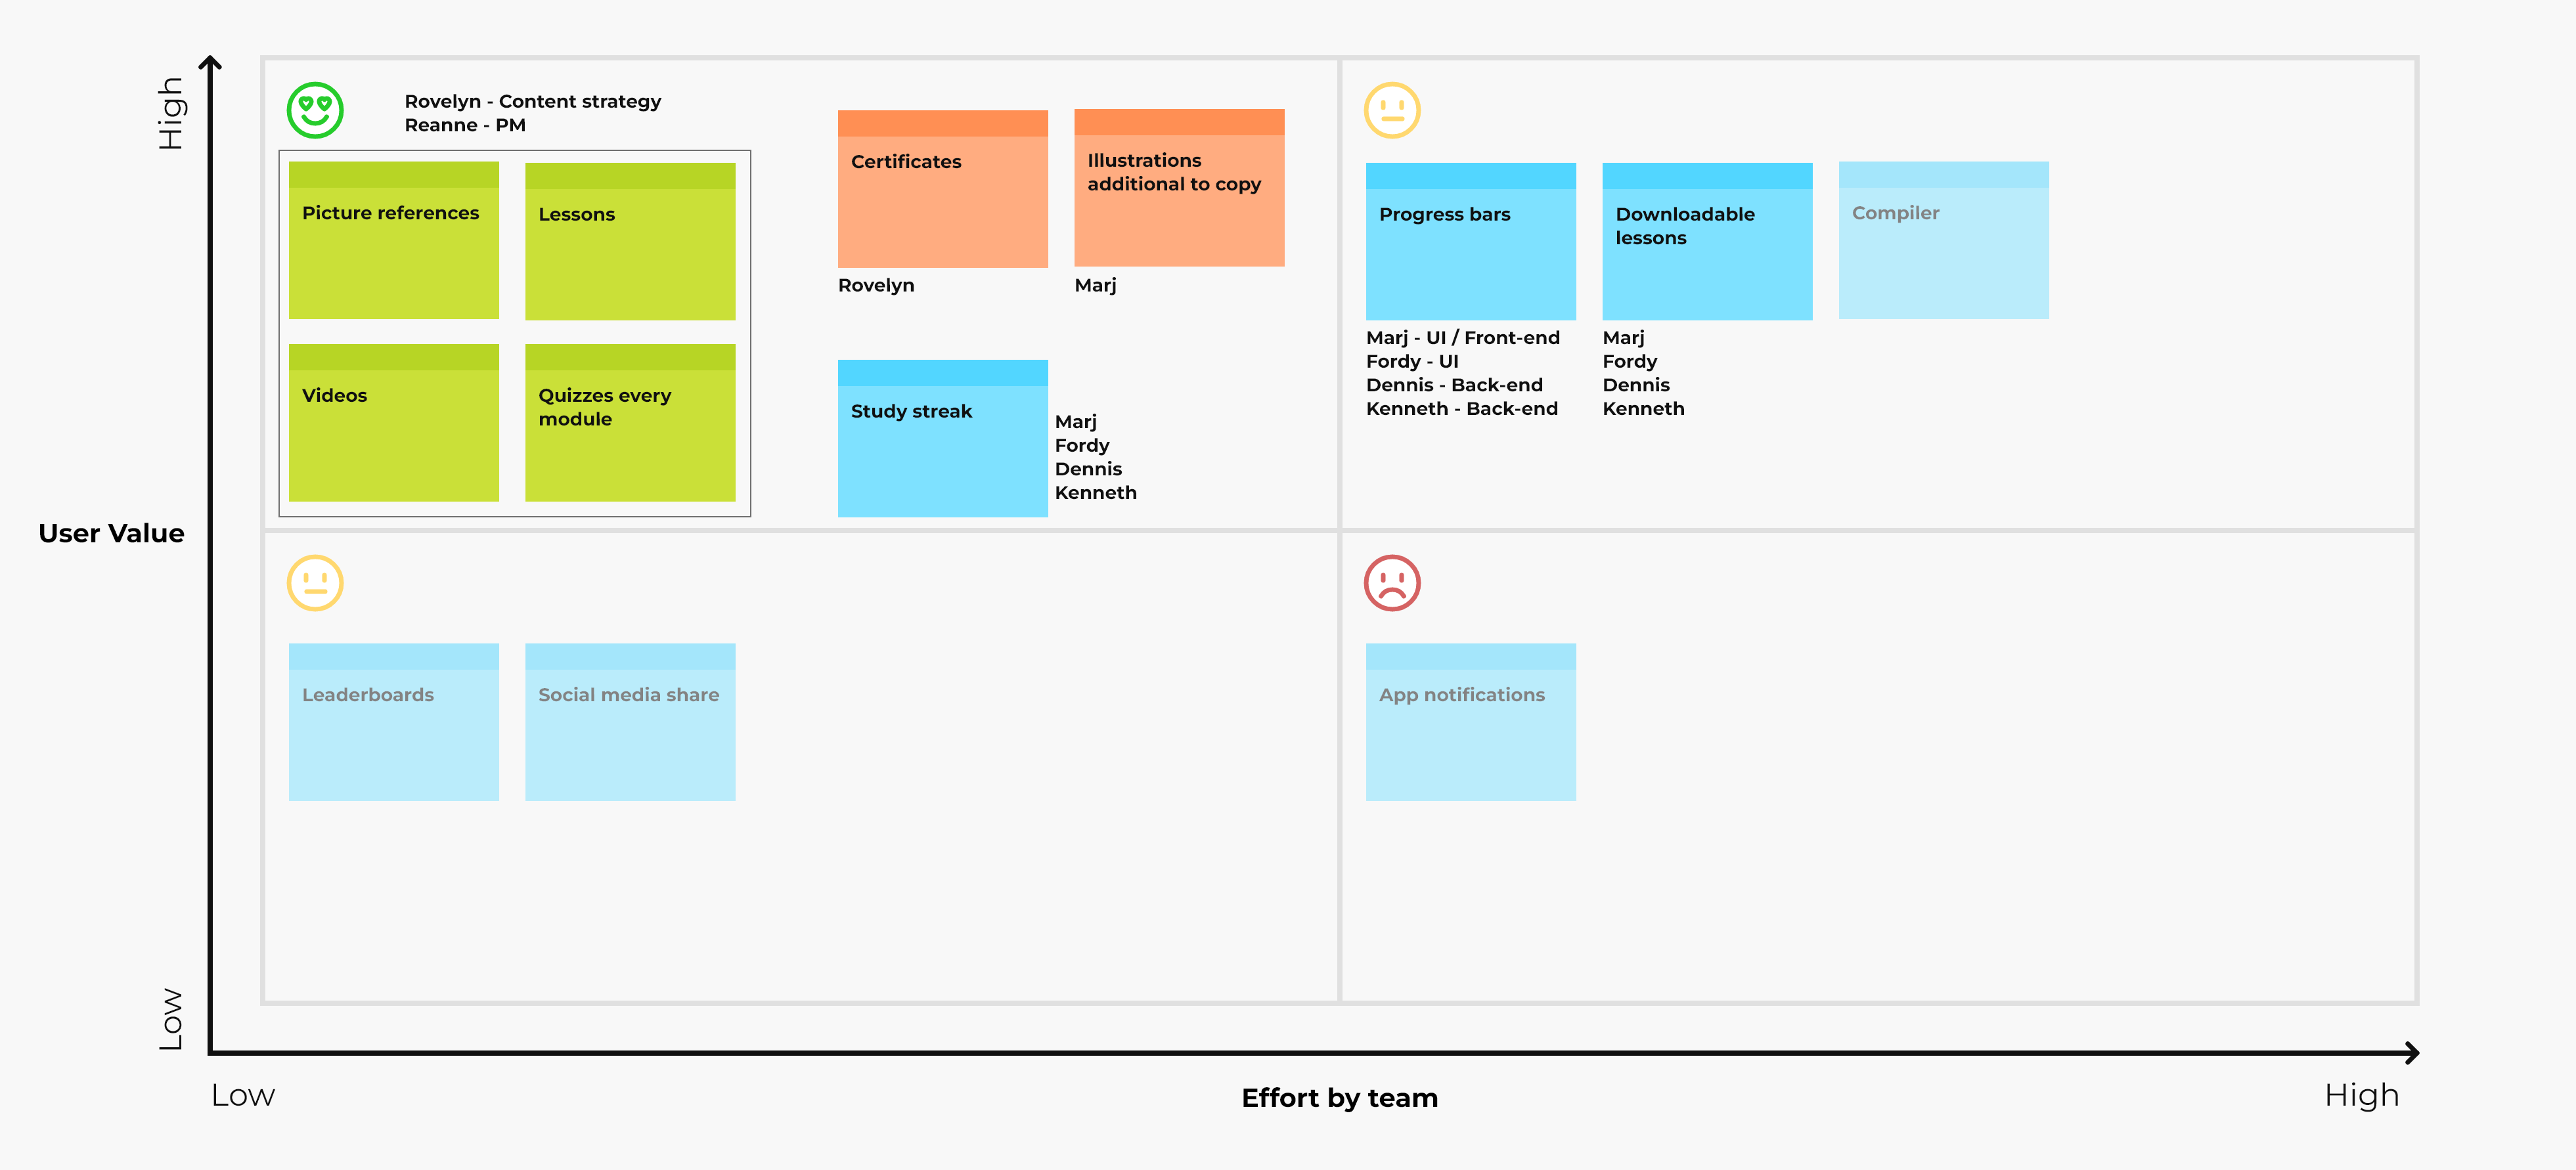 High
Rovelyn - Content strategy
Reanne - PM
Picture references
Lessons
Videos
Quizzes every
module
Certificates
Rovelyn
Illustrations
additional to copy
Marj
Study streak
Marj
Fordy
Dennis
Kenneth
Progress bars
Marj - UI / Front-end
Fordy - UI
Dennis - Back-end
Kenneth - Back-end
Downloadable
lessons
Marj
Fordy
Dennis
Kenneth
Compiler
User Value
Leaderboards
Social media share
App notifications
Low
Low
Effort by team
High